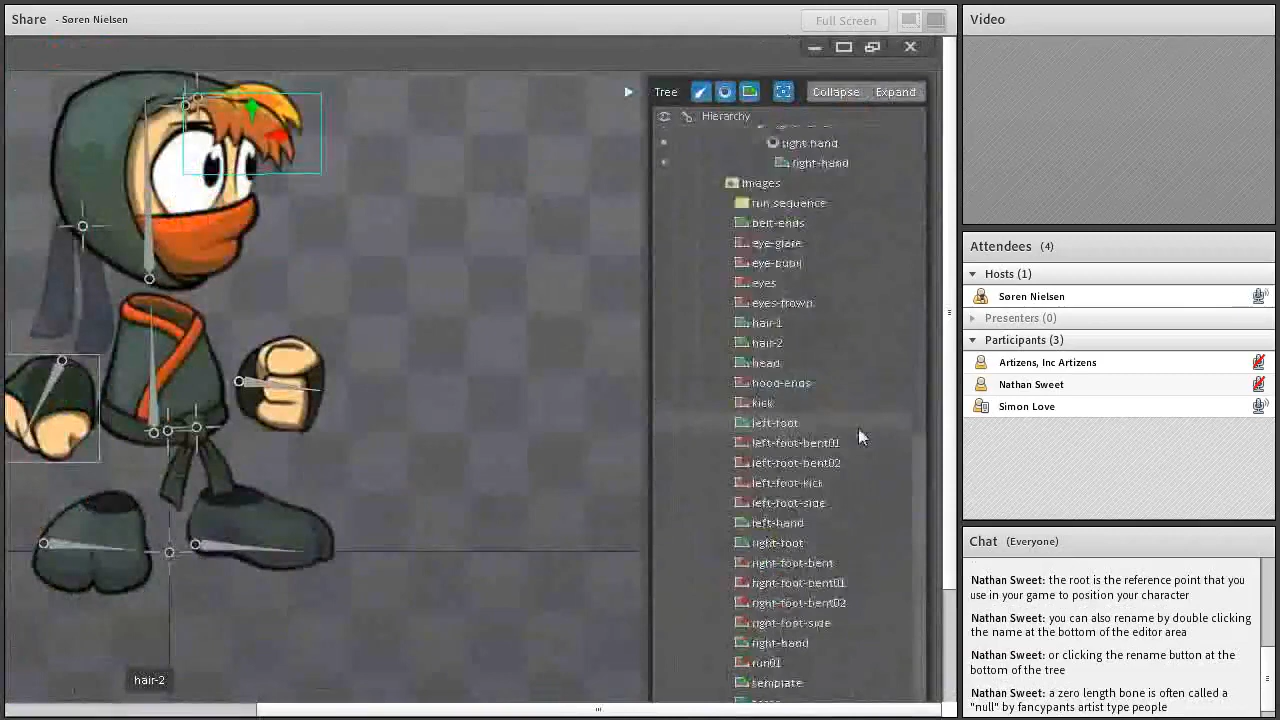 Share - Søren Nielsen
Full Screen
Tree
Collapse
Expand
Hierarchy
right hand
right-hand
Images
run sequence
belt-ends
eye-glare
eye-pupil
eyes
eyes-frown
hair-1
hair-2
head
hood-ends
kick
left-foot
left-foot-bent01
left-foot-bent02
left-foot-kick
left-foot-side
left-hand
right-foot
right-foot-bent
right-foot-bent01
right-foot-bent02
right-foot-side
right-hand
run01
template
hair-2
Video
Attendees (4)
Hosts (1)
Søren Nielsen
Presenters (0)
Participants (3)
Artizens, Inc Artizens
Nathan Sweet
Simon Love
Chat (Everyone)
Nathan Sweet: the root is the reference point that you
use in your game to position your character
Nathan Sweet: you can also rename by double clicking
the name at the bottom of the editor area
Nathan Sweet: or clicking the rename button at the
bottom of the tree
Nathan Sweet: a zero length bone is often called a
"null" by fancypants artist type people